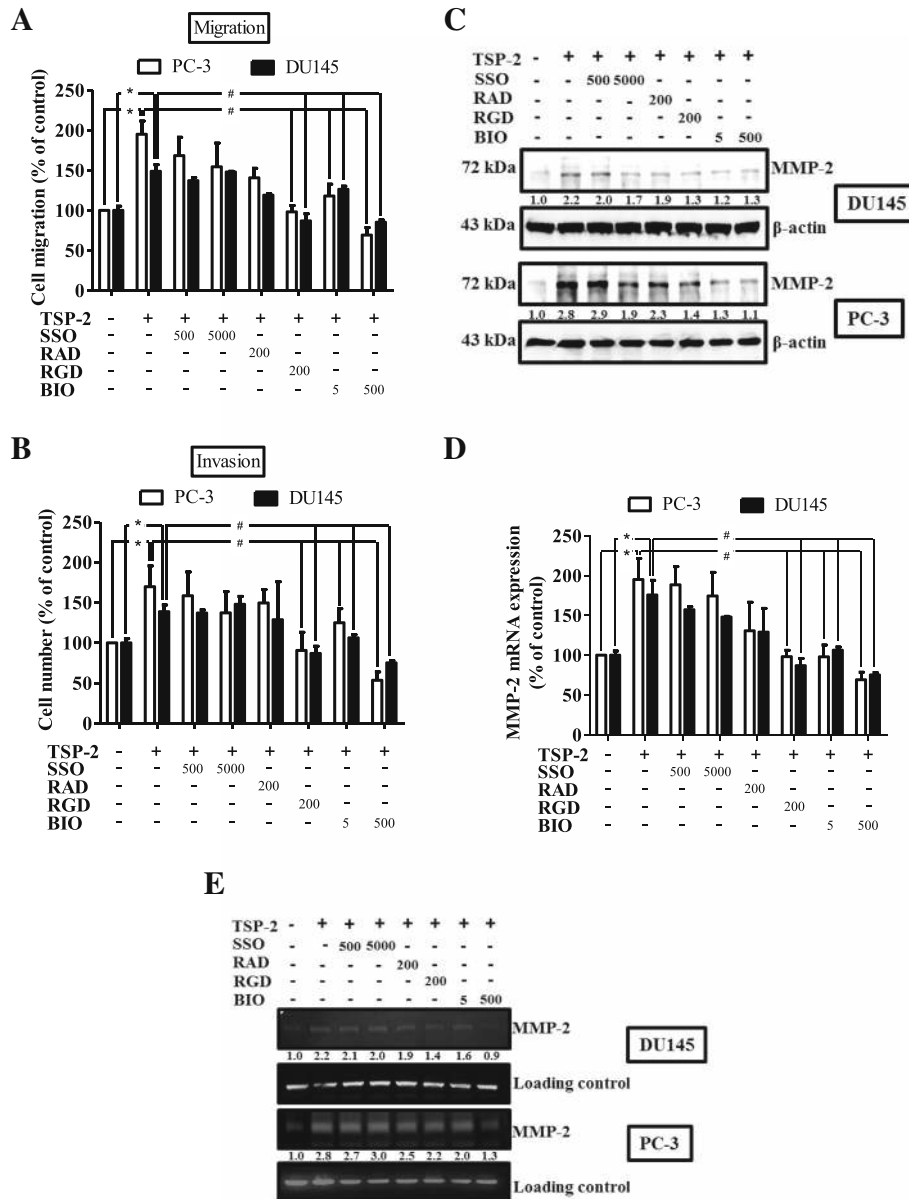 A
Migration
PC-3 DU145
Cell migration (% of control)
250
200
150
100
50
0
* #
* #
TSP-2 - + + + + + + +
SSO - - 500 5000 - - - -
RAD - - - - 200 - - -
RGD - - - - - 200 - -
BIO - - - - - - 5 500
B
Invasion
PC-3 DU145
Cell number (% of control)
250
200
150
100
50
0
* #
* #
TSP-2 - + + + + + + +
SSO - - 500 5000 - - - -
RAD - - - - 200 - - -
RGD - - - - - 200 - -
BIO - - - - - - 5 500
C
TSP-2 - + + + + + + +
SSO - - 500 5000 - - - -
RAD - - - - 200 - - -
RGD - - - - - 200 - -
BIO - - - - - - 5 500
72 kDa MMP-2
1.0 2.2 2.0 1.7 1.9 1.3 1.2 1.3
DU145
43 kDa β-actin
72 kDa MMP-2
1.0 2.8 2.9 1.9 2.3 1.4 1.3 1.1
PC-3
43 kDa β-actin
D
PC-3 DU145
MMP-2 mRNA expression
(% of control)
250
200
150
100
50
0
* #
* #
TSP-2 - + + + + + + +
SSO - - 500 5000 - - - -
RAD - - - - 200 - - -
RGD - - - - - 200 - -
BIO - - - - - - 5 500
E
TSP-2 - + + + + + + +
SSO - - 500 5000 - - - -
RAD - - - - 200 - - -
RGD - - - - - 200 - -
BIO - - - - - - 5 500
MMP-2
1.0 2.2 2.1 2.0 1.9 1.4 1.6 0.9
DU145
Loading control
MMP-2
1.0 2.8 2.7 3.0 2.5 2.2 2.0 1.3
PC-3
Loading control